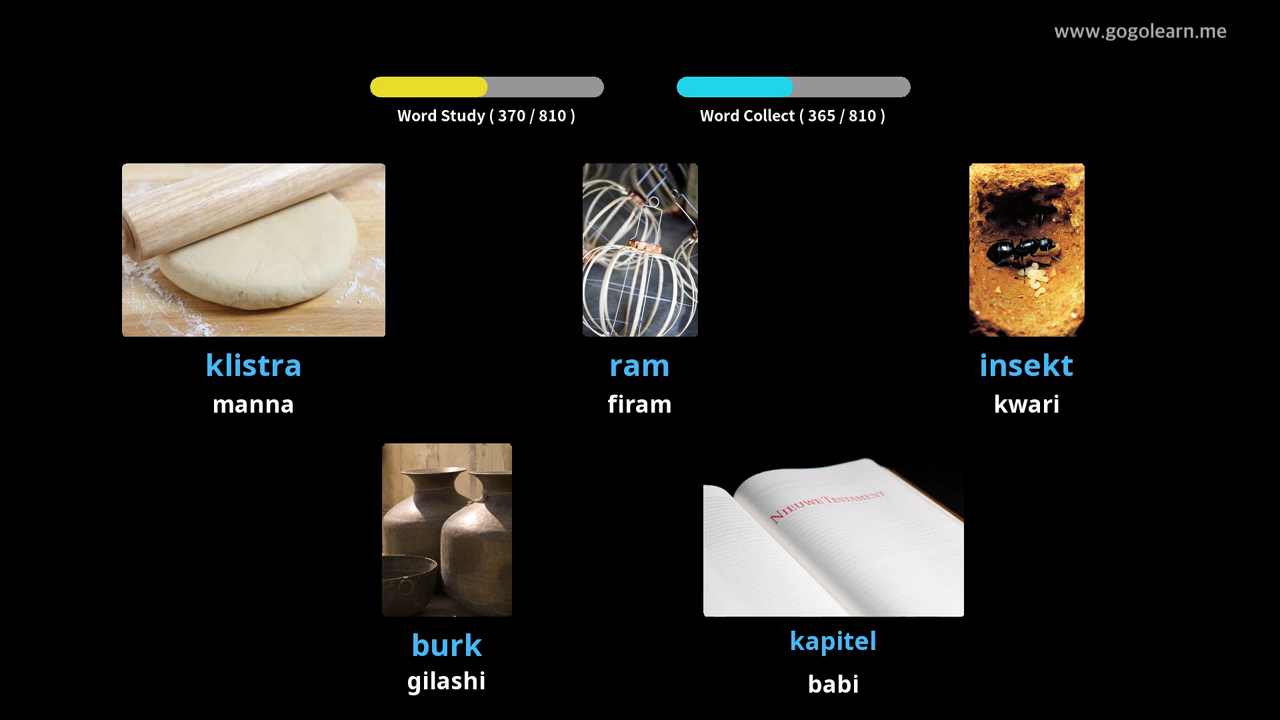 www.gogolearn.me
Word Study ( 370 / 810 )
Word Collect ( 365 / 810 )
klistra
manna
ram
firam
insekt
kwari
NIEUWE TESTAMENT
burk
gilashi
kapitel
babi